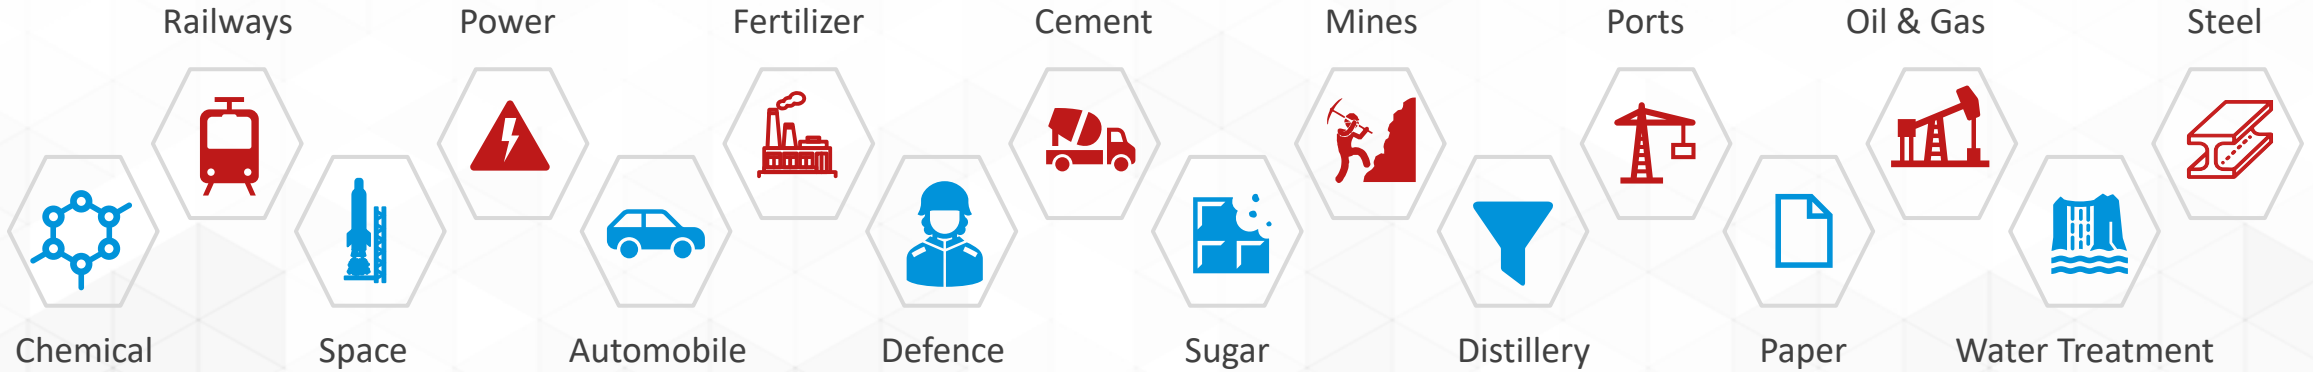 Railways
Power
Fertilizer
Cement
Mines
Ports
Oil & Gas
Steel
Chemical
Space
Automobile
Defence
Sugar
Distillery
Paper
Water Treatment